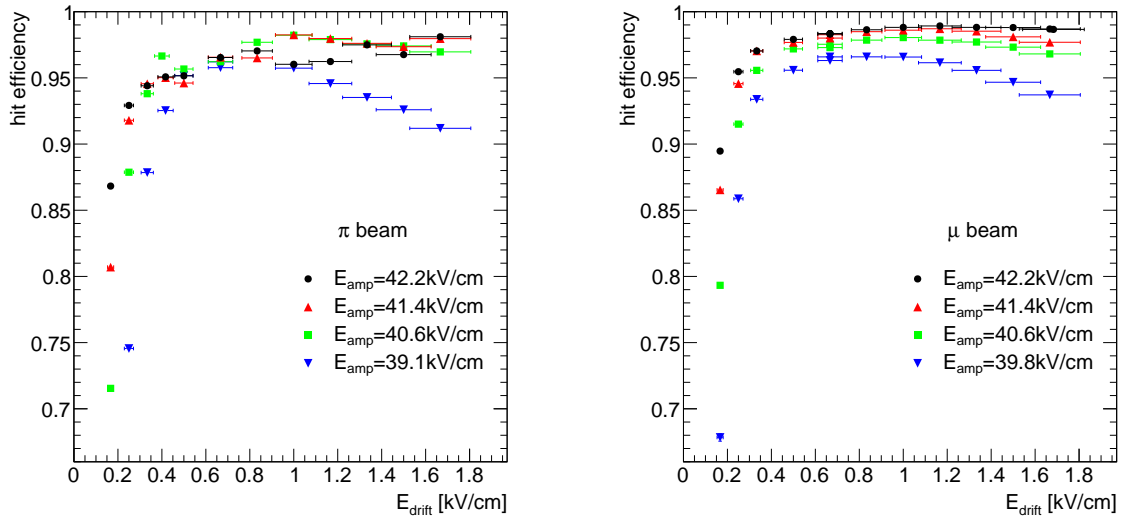 hit efficiency
1
0.95
0.9
0.85
0.8
0.75
0.7
π beam
E_amp=42.2kV/cm
E_amp=41.4kV/cm
E_amp=40.6kV/cm
E_amp=39.1kV/cm
0 0.2 0.4 0.6 0.8 1 1.2 1.4 1.6 1.8
E_drift [kV/cm]
hit efficiency
1
0.95
0.9
0.85
0.8
0.75
0.7
μ beam
E_amp=42.2kV/cm
E_amp=41.4kV/cm
E_amp=40.6kV/cm
E_amp=39.8kV/cm
0 0.2 0.4 0.6 0.8 1 1.2 1.4 1.6 1.8
E_drift [kV/cm]